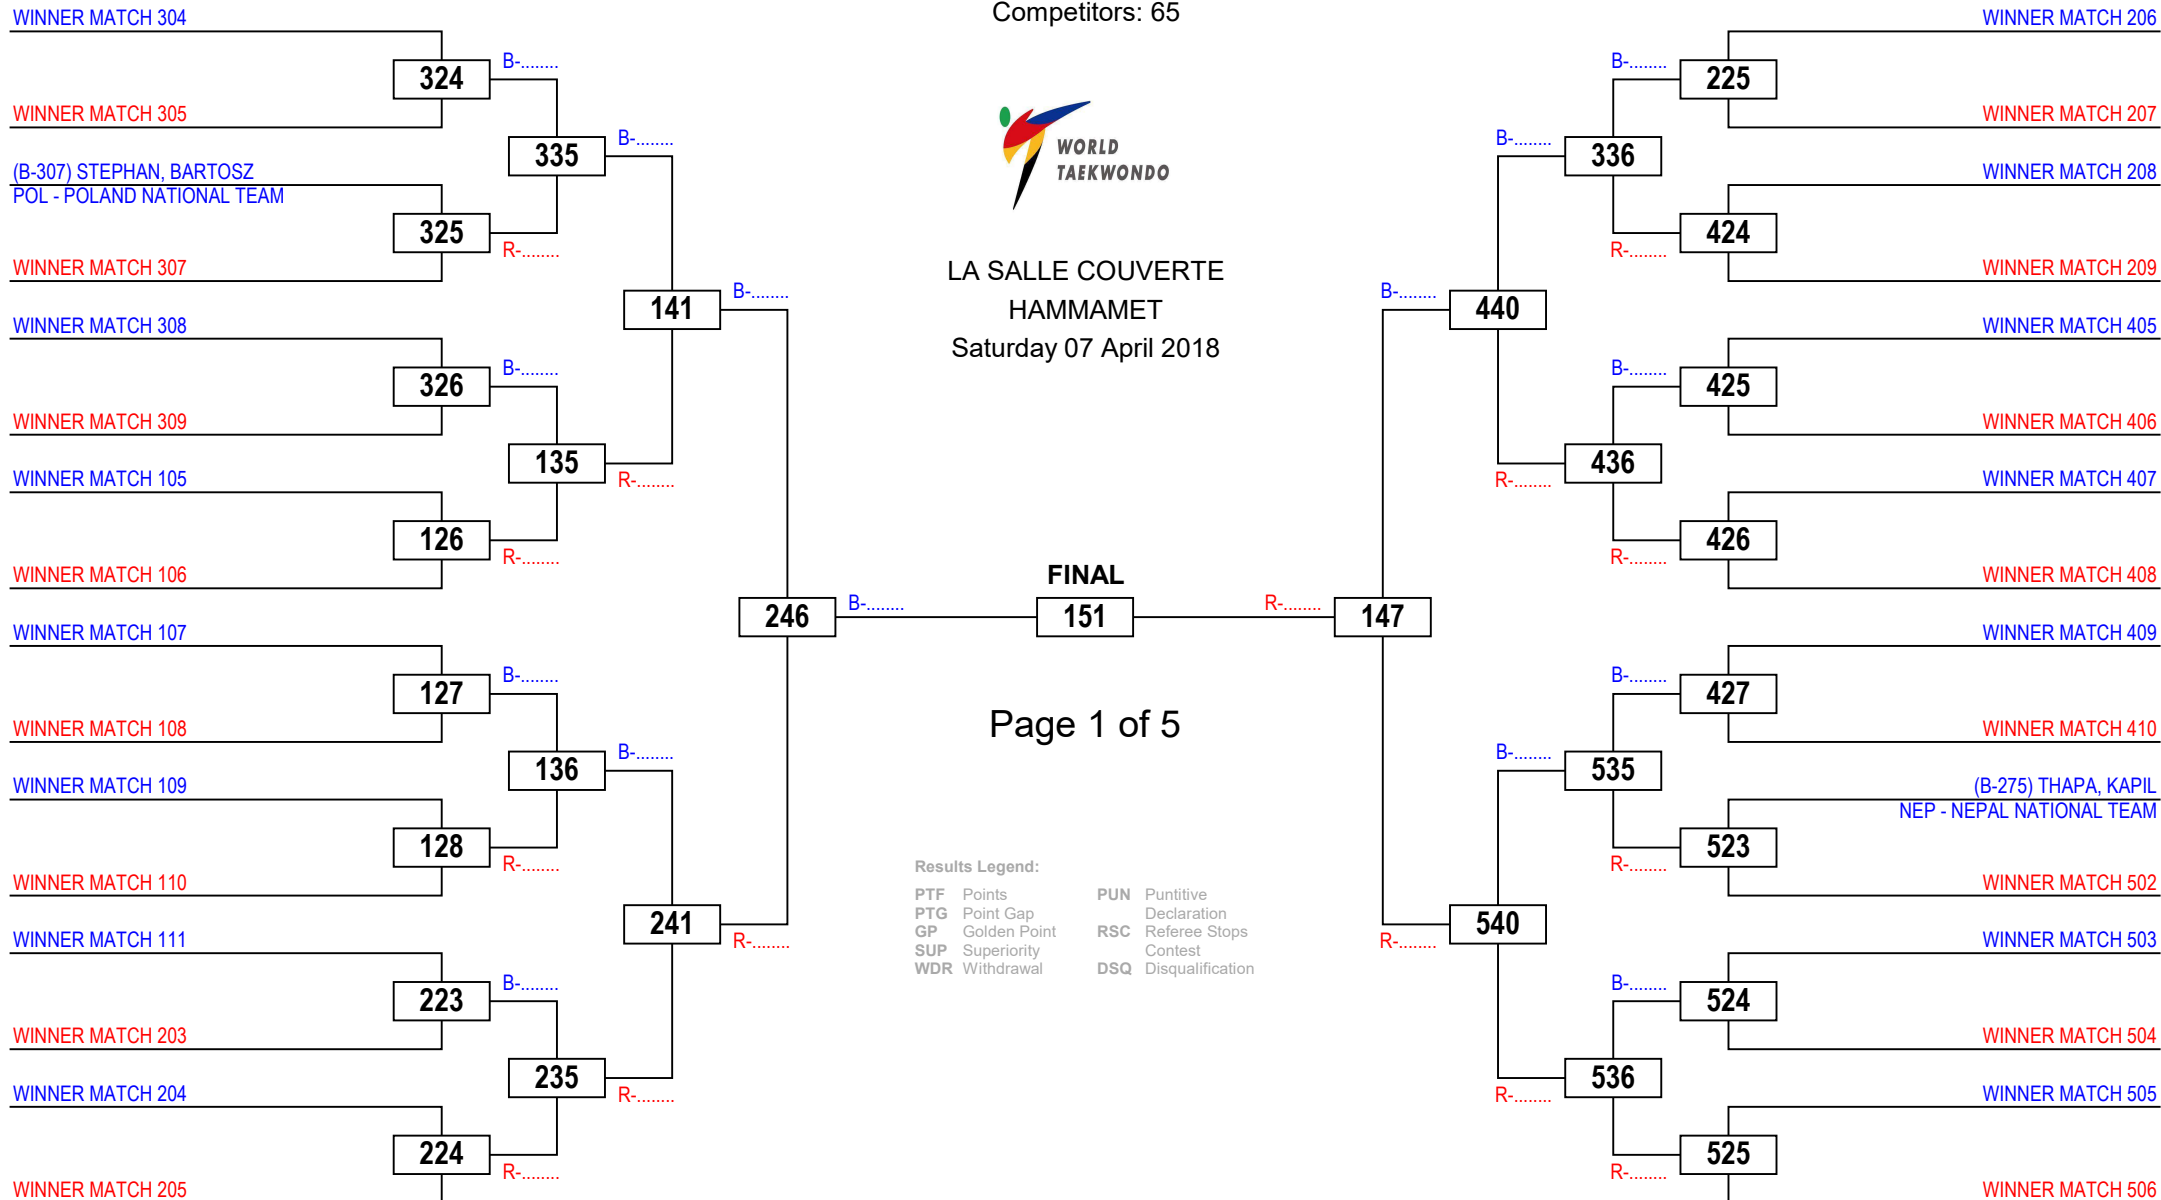 Competitors: 65
WORLD
TAEKWONDO
LA SALLE COUVERTE
HAMMAMET
Saturday 07 April 2018
WINNER MATCH 304
324
B-........
WINNER MATCH 305
335
B-........
(B-307) STEPHAN, BARTOSZ
POL - POLAND NATIONAL TEAM
325
R-........
WINNER MATCH 307
141
B-........
WINNER MATCH 308
326
B-........
WINNER MATCH 309
135
R-........
WINNER MATCH 105
126
R-........
WINNER MATCH 106
246
B-........
WINNER MATCH 107
127
B-........
WINNER MATCH 108
136
B-........
WINNER MATCH 109
128
R-........
WINNER MATCH 110
241
R-........
WINNER MATCH 111
223
B-........
WINNER MATCH 203
235
R-........
WINNER MATCH 204
224
R-........
WINNER MATCH 205
FINAL
151
Page 1 of 5
Results Legend:
PTF Points
PTG Point Gap
GP Golden Point
SUP Superiority
WDR Withdrawal
PUN Puntitive
Declaration
RSC Referee Stops
Contest
DSQ Disqualification
WINNER MATCH 206
B-........
225
WINNER MATCH 207
B-........
336
WINNER MATCH 208
424
R-........
WINNER MATCH 209
B-........
440
WINNER MATCH 405
B-........
425
WINNER MATCH 406
436
R-........
WINNER MATCH 407
426
R-........
WINNER MATCH 408
R-........
147
WINNER MATCH 409
B-........
427
WINNER MATCH 410
B-........
535
(B-275) THAPA, KAPIL
NEP - NEPAL NATIONAL TEAM
523
R-........
WINNER MATCH 502
540
R-........
WINNER MATCH 503
B-........
524
WINNER MATCH 504
536
R-........
WINNER MATCH 505
525
R-........
WINNER MATCH 506